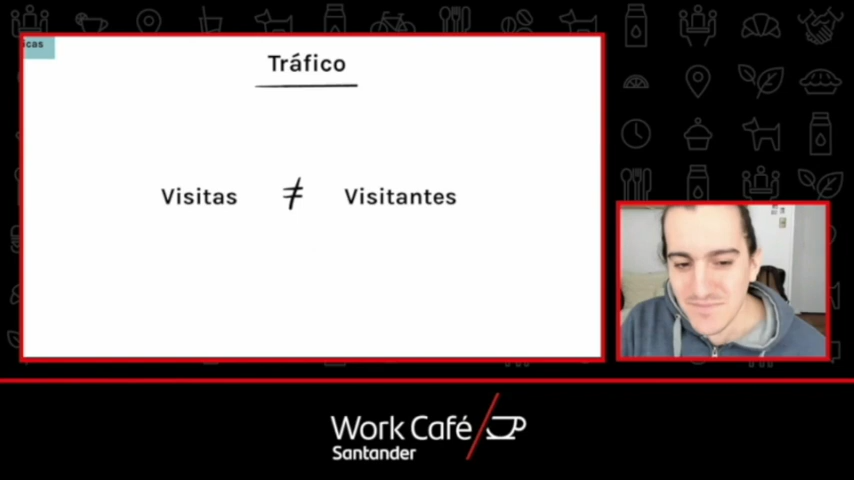 icas
Tráfico
Visitas ≠ Visitantes
Work Café
Santander